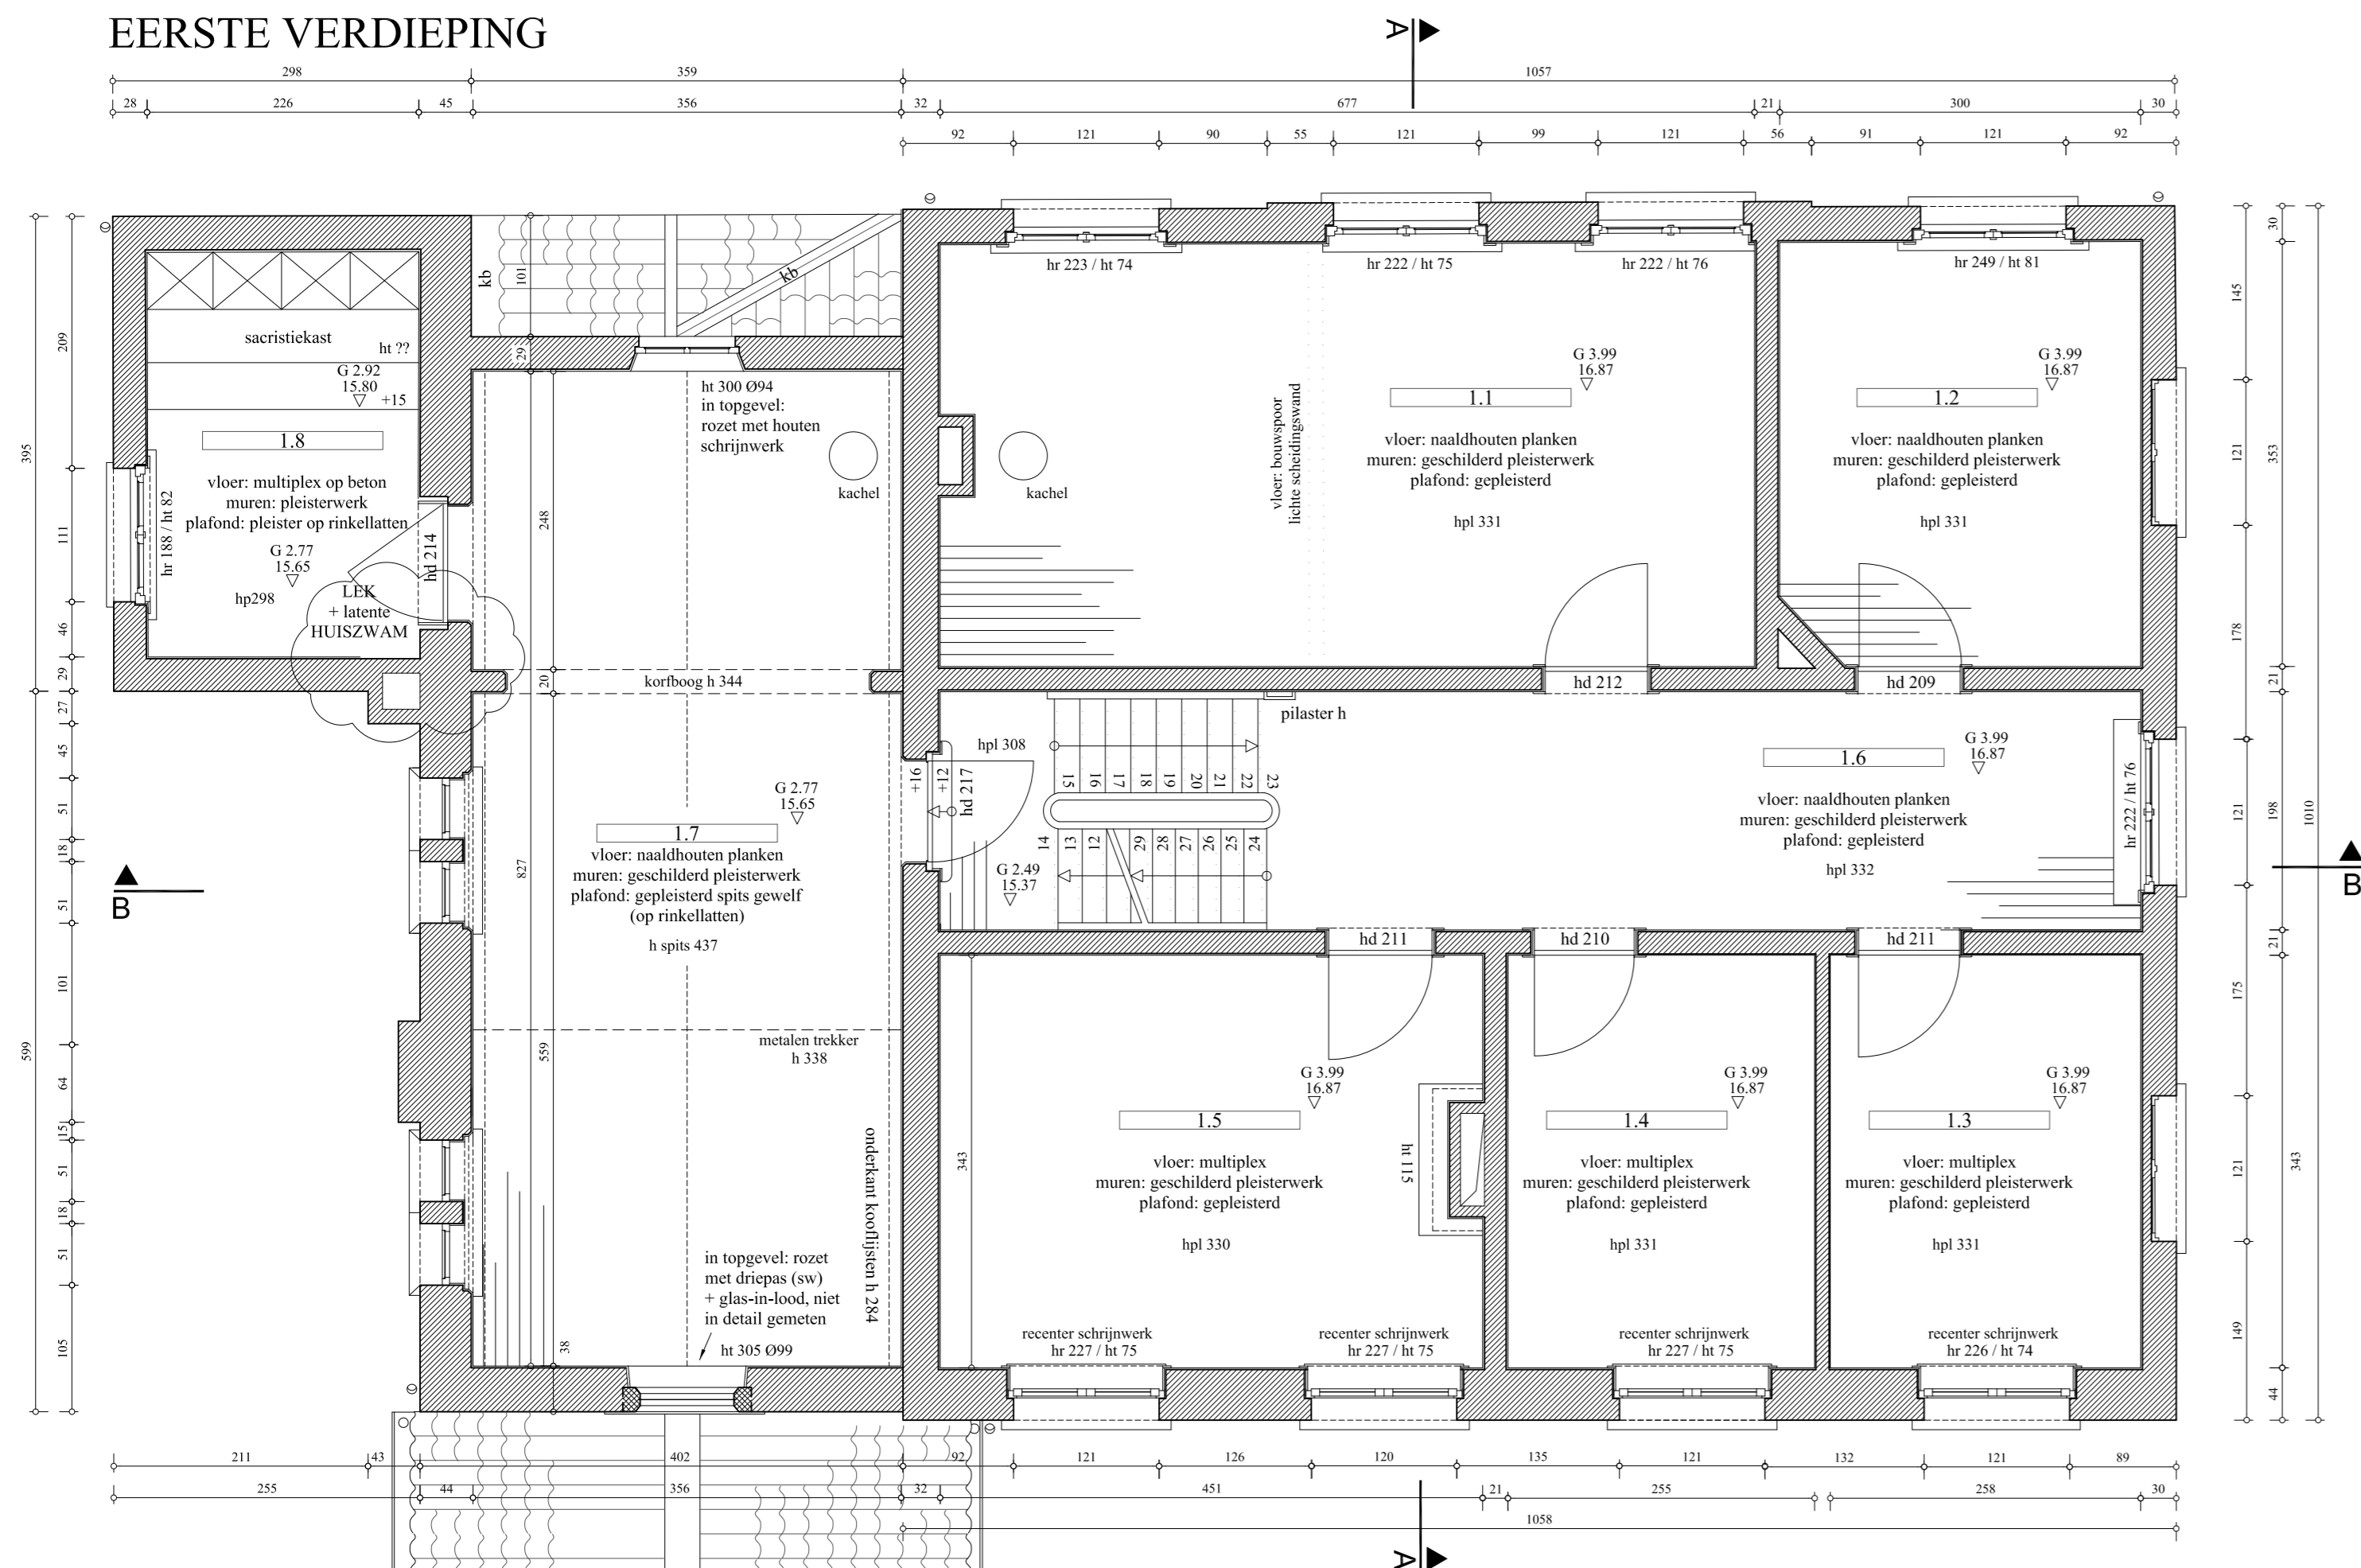 EERSTE VERDIEPING
A
298 359 1057
28 226 45 356 32 677 21 300 30
92 121 90 55 121 99 121 56 91 121 92
hr 223 / ht 74
hr 222 / ht 75
hr 222 / ht 76
hr 249 / ht 81
kb
101
kb
29
sacristiekast
ht ??
G 2.92
15.80
+15
1.8
vloer: multiplex op beton
muren: pleisterwerk
plafond: pleister op rinkellatten
G 2.77
15.65
hp298
hr 188 / ht 82
hd 214
LEK
+ latente
HUISZWAM
ht 300 Ø94
in topgevel:
rozet met houten
schrijnwerk
kachel
kachel
248
20
korfboog h 344
827
559
38
vloer: bouwspoor
lichte scheidingswand
G 3.99
16.87
1.1
vloer: naaldhouten planken
muren: geschilderd pleisterwerk
plafond: gepleisterd
hpl 331
hd 212
G 3.99
16.87
1.2
vloer: naaldhouten planken
muren: geschilderd pleisterwerk
plafond: gepleisterd
hpl 331
hd 209
pilaster h
hpl 308
+16
+12
hd 217
15 16 17 18 19 20 21 22 23
14 13 12 29 28 27 26 25 24
G 2.49
15.37
G 3.99
16.87
1.6
vloer: naaldhouten planken
muren: geschilderd pleisterwerk
plafond: gepleisterd
hpl 332
hr 222 / ht 76
G 2.77
15.65
1.7
vloer: naaldhouten planken
muren: geschilderd pleisterwerk
plafond: gepleisterd spits gewelf
(op rinkellatten)
h spits 437
metalen trekker
h 338
onderkant kooflijsten h 284
in topgevel: rozet
met driepas (sw)
+ glas-in-lood, niet
in detail gemeten
ht 305 Ø99
hd 211
hd 210
hd 211
343
G 3.99
16.87
1.5
vloer: multiplex
muren: geschilderd pleisterwerk
plafond: gepleisterd
hpl 330
ht 115
recenter schrijnwerk
hr 227 / ht 75
recenter schrijnwerk
hr 227 / ht 75
G 3.99
16.87
1.4
vloer: multiplex
muren: geschilderd pleisterwerk
plafond: gepleisterd
hpl 331
recenter schrijnwerk
hr 227 / ht 75
G 3.99
16.87
1.3
vloer: multiplex
muren: geschilderd pleisterwerk
plafond: gepleisterd
hpl 331
recenter schrijnwerk
hr 226 / ht 74
395 599
209 111 46 29 27 45 51 18 51 101 64 15 51 18 51 105
B
145 121 178 121 175 121 149
30 353 21 198 21 343 44
1010
B
211 43 402 92 121 126 120 135 121 132 121 89
255 44 356 32 451 21 255 258 30
1058
A